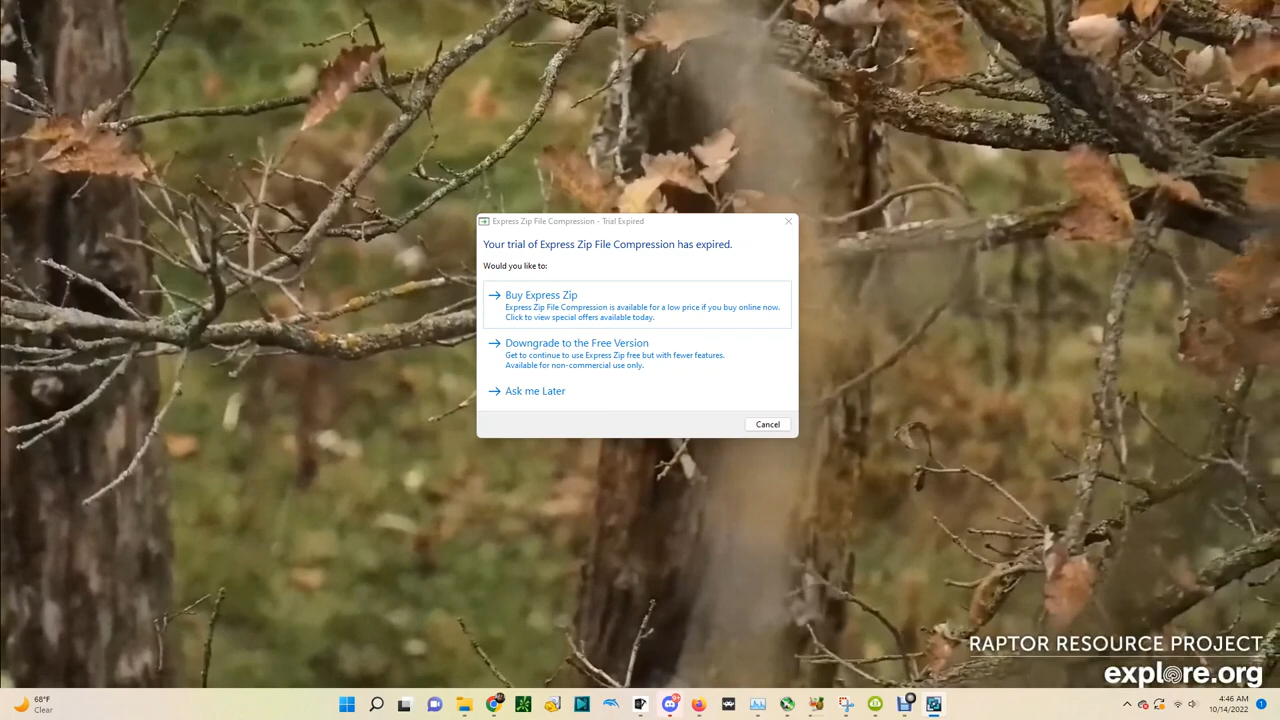 Express Zip File Compression - Trial Expired
Your trial of Express Zip File Compression has expired.
Would you like to:
Buy Express Zip
Express Zip File Compression is available for a low price if you buy online now.
Click to view special offers available today.
Downgrade to the Free Version
Get to continue to use Express Zip free but with fewer features.
Available for non-commercial use only.
Ask me Later
Cancel
RAPTOR RESOURCE PROJECT
explore.org
68°F
Clear
9+
4:46 AM
10/14/2022
1